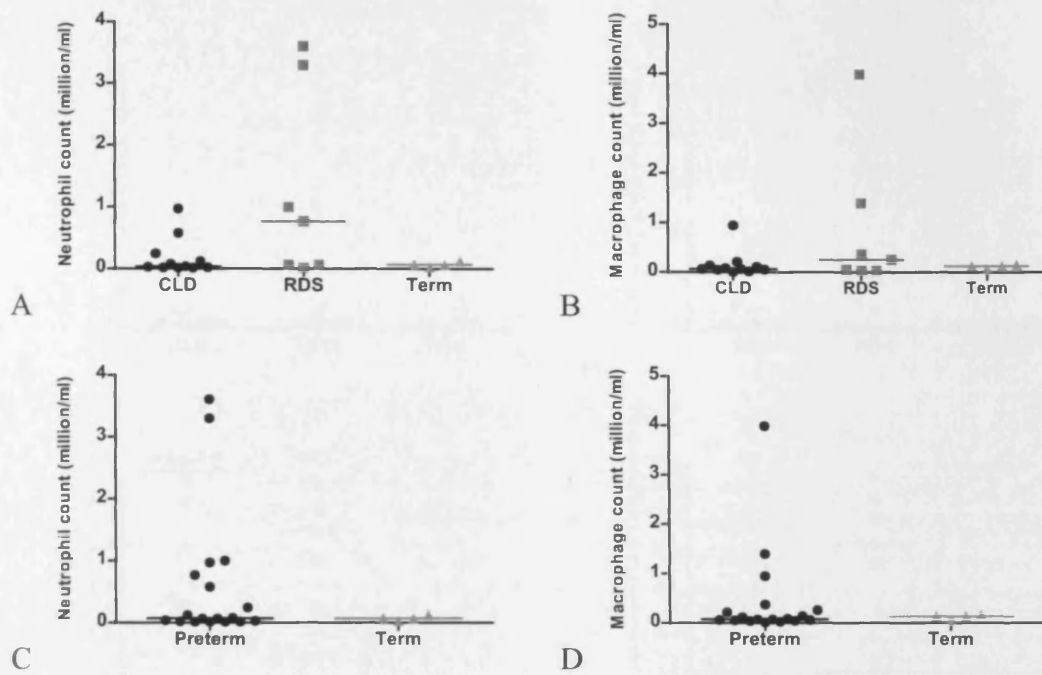 Neutrophil count (million/ml)
4
3
2
1
0
CLD
RDS
Term
A
Macrophage count (million/ml)
5
4
3
2
1
0
CLD
RDS
Term
B
Neutrophil count (million/ml)
4
3
2
1
0
Preterm
Term
C
Macrophage count (million/ml)
5
4
3
2
1
0
Preterm
Term
D